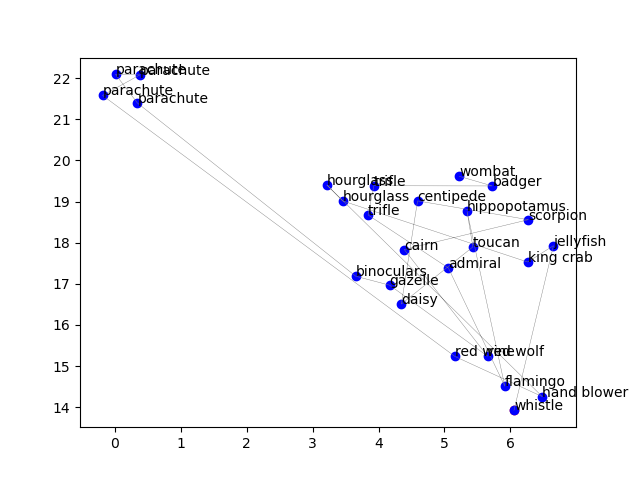 parachute
parachute
parachute
parachute
wombat
hourglass
trifle
badger
hourglass
centipede
trifle
hippopotamus
scorpion
cairn
toucan
jellyfish
king crab
admiral
binoculars
gazelle
daisy
red wine
red wolf
flamingo
hand blower
whistle
22
21
20
19
18
17
16
15
14
0 1 2 3 4 5 6